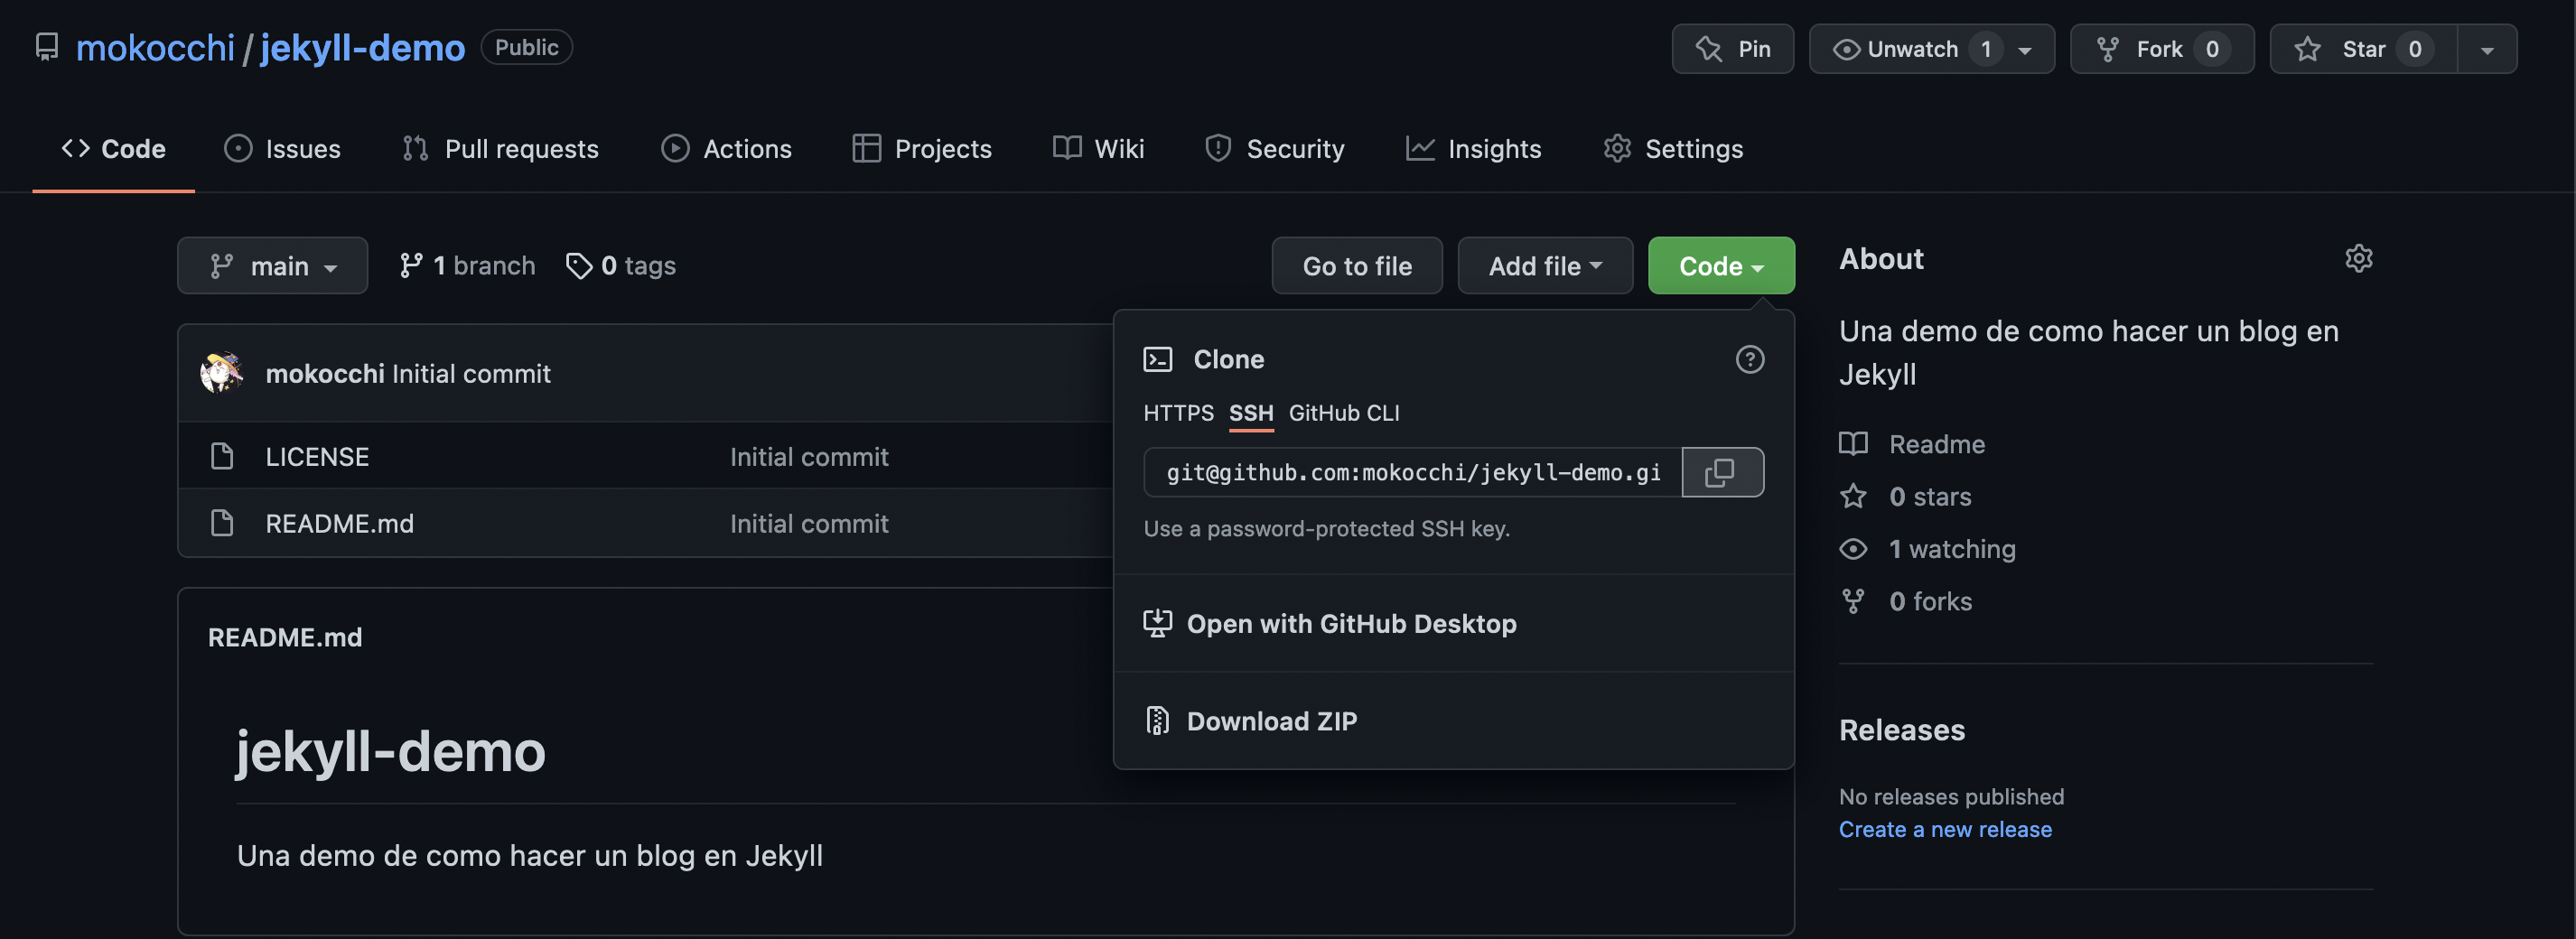 mokocchi/jekyll-demo Public
Pin Unwatch 1 Fork 0 Star 0
Code Issues Pull requests Actions Projects Wiki Security Insights Settings
main 1 branch 0 tags Go to file Add file Code
mokocchi Initial commit
LICENSE Initial commit
README.md Initial commit
Clone
HTTPS SSH GitHub CLI
git@github.com:mokocchi/jekyll-demo.gi
Use a password-protected SSH key.
Open with GitHub Desktop
Download ZIP
README.md
jekyll-demo
Una demo de como hacer un blog en Jekyll
About
Una demo de como hacer un blog en
Jekyll
Readme
0 stars
1 watching
0 forks
Releases
No releases published
Create a new release